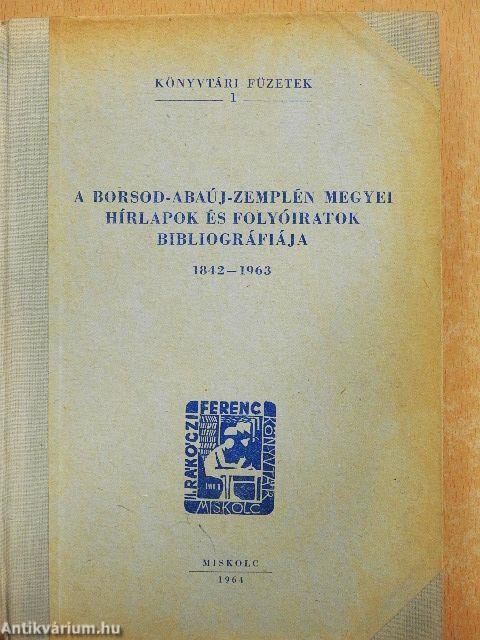 KÖNYVTÁRI FÜZETEK
1
A BORSOD-ABAÚJ-ZEMPLÉN MEGYEI
HÍRLAPOK ÉS FOLYÓIRATOK
BIBLIOGRÁFIÁJA
1842—1963
II. RÁKÓCZI
FERENC
KÖNYVTÁR
MISKOLC
MISKOLC
1964
Antikvárium.hu